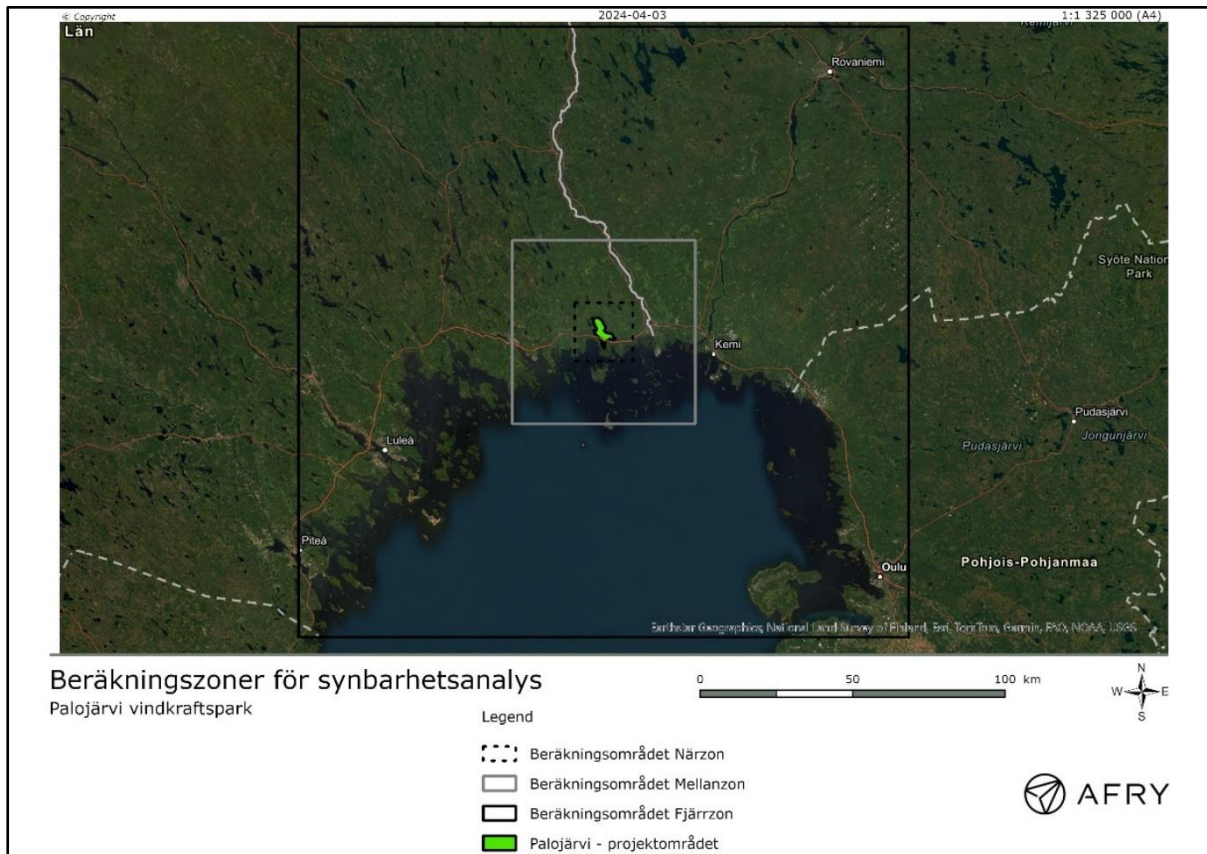 © Copyright
2024-04-03
1:1 325 000 (A4)
Län
Kemijärvi
Rovaniemi
Syöte Nation
Park
Kemi
Pudasjärvi
Pudasjärvi
Jongunjärvi
Luleå
Piteå
Oulu
Pohjois-Pohjanmaa
Earthstar Geographics, National Land Survey of Finland, Esri, TomTom, Garmin, FAO, NOAA, USGS
Beräkningszoner för synbarhetsanalys
Palojärvi vindkraftspark
0 50 100 km
N
W E
S
Legend
Beräkningsområdet Närzon
Beräkningsområdet Mellanzon
Beräkningsområdet Fjärrzon
Palojärvi - projektområdet
AFRY